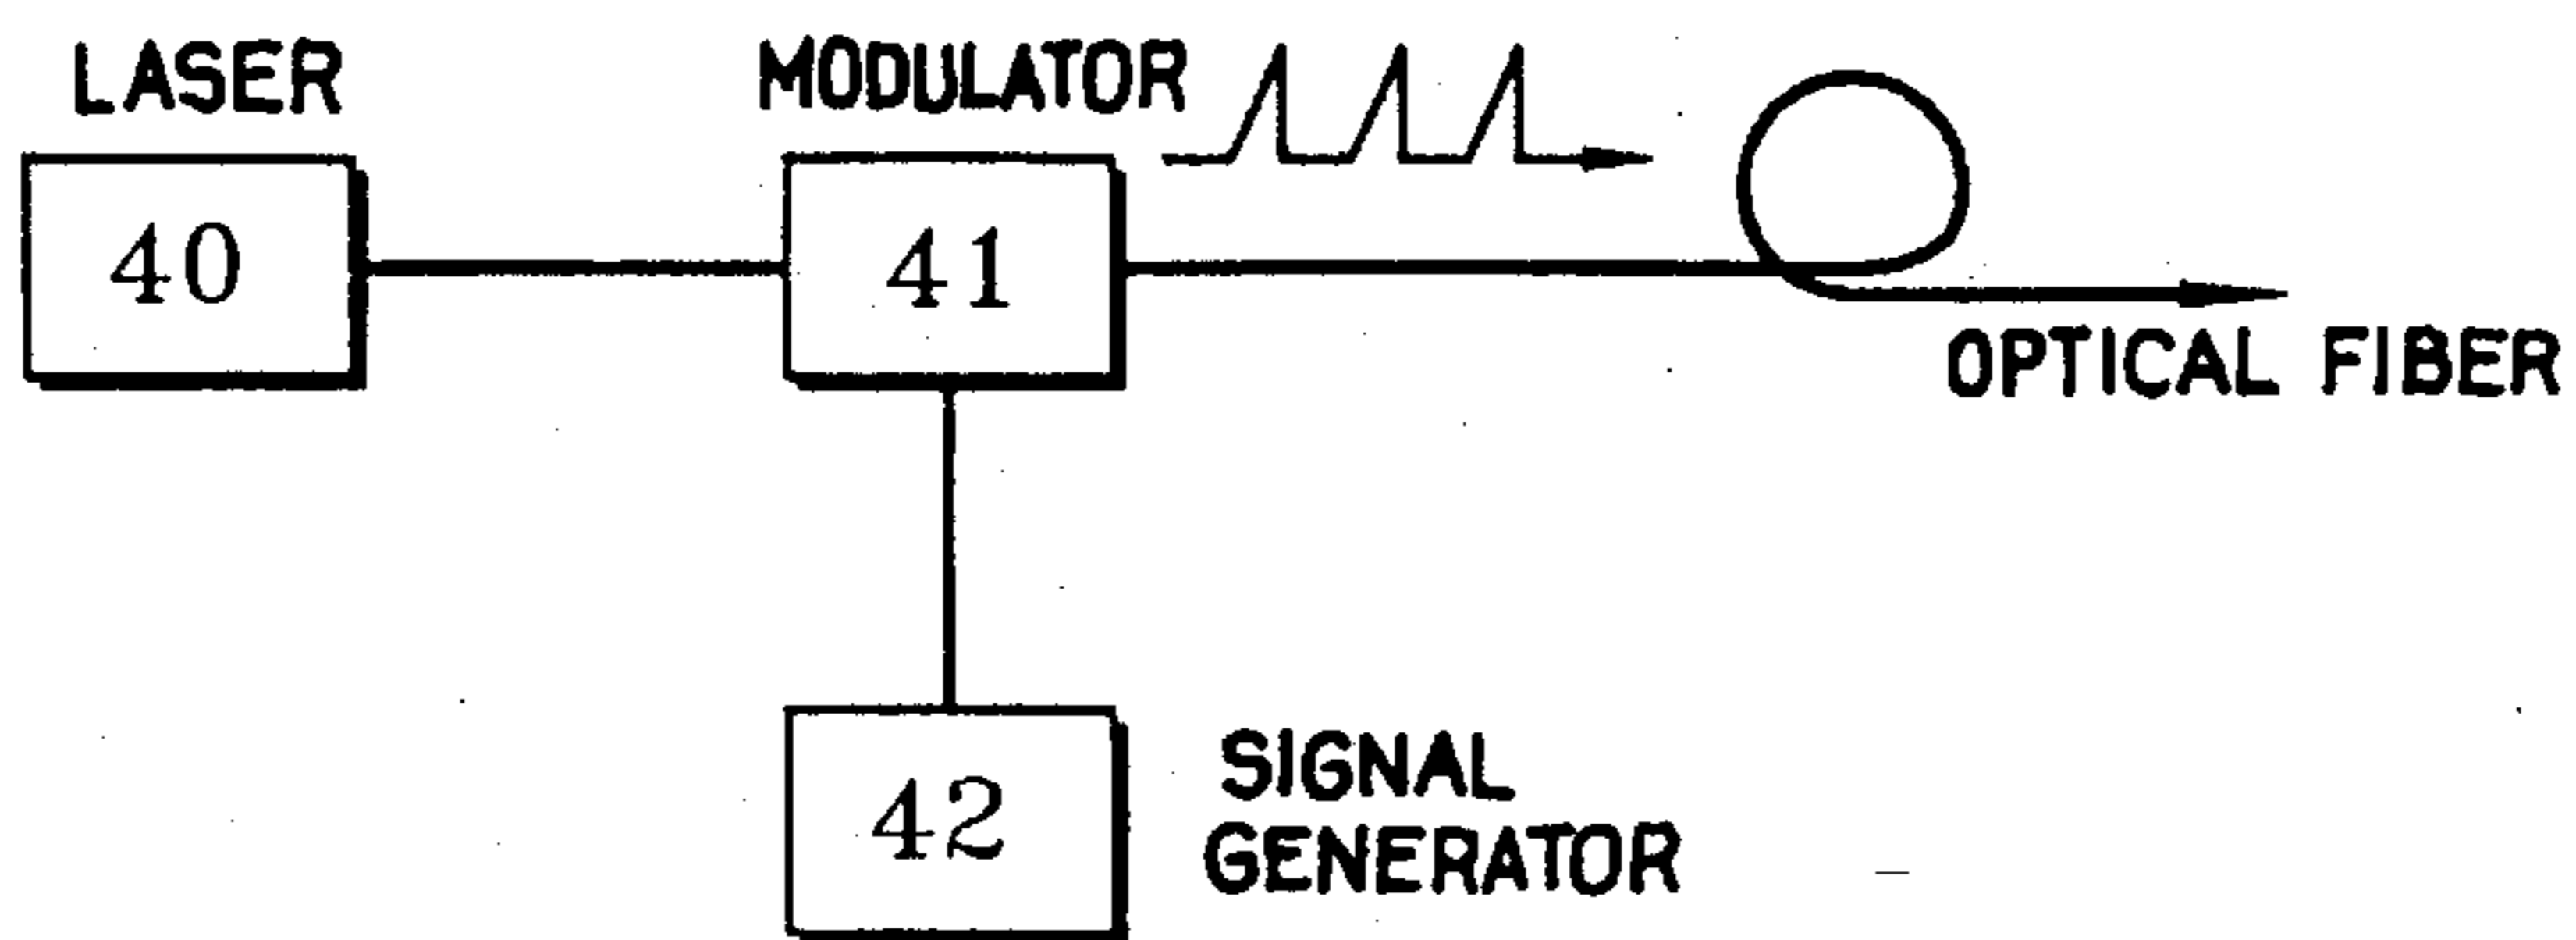 LASER
MODULATOR
40
41
OPTICAL FIBER
42
SIGNAL
GENERATOR